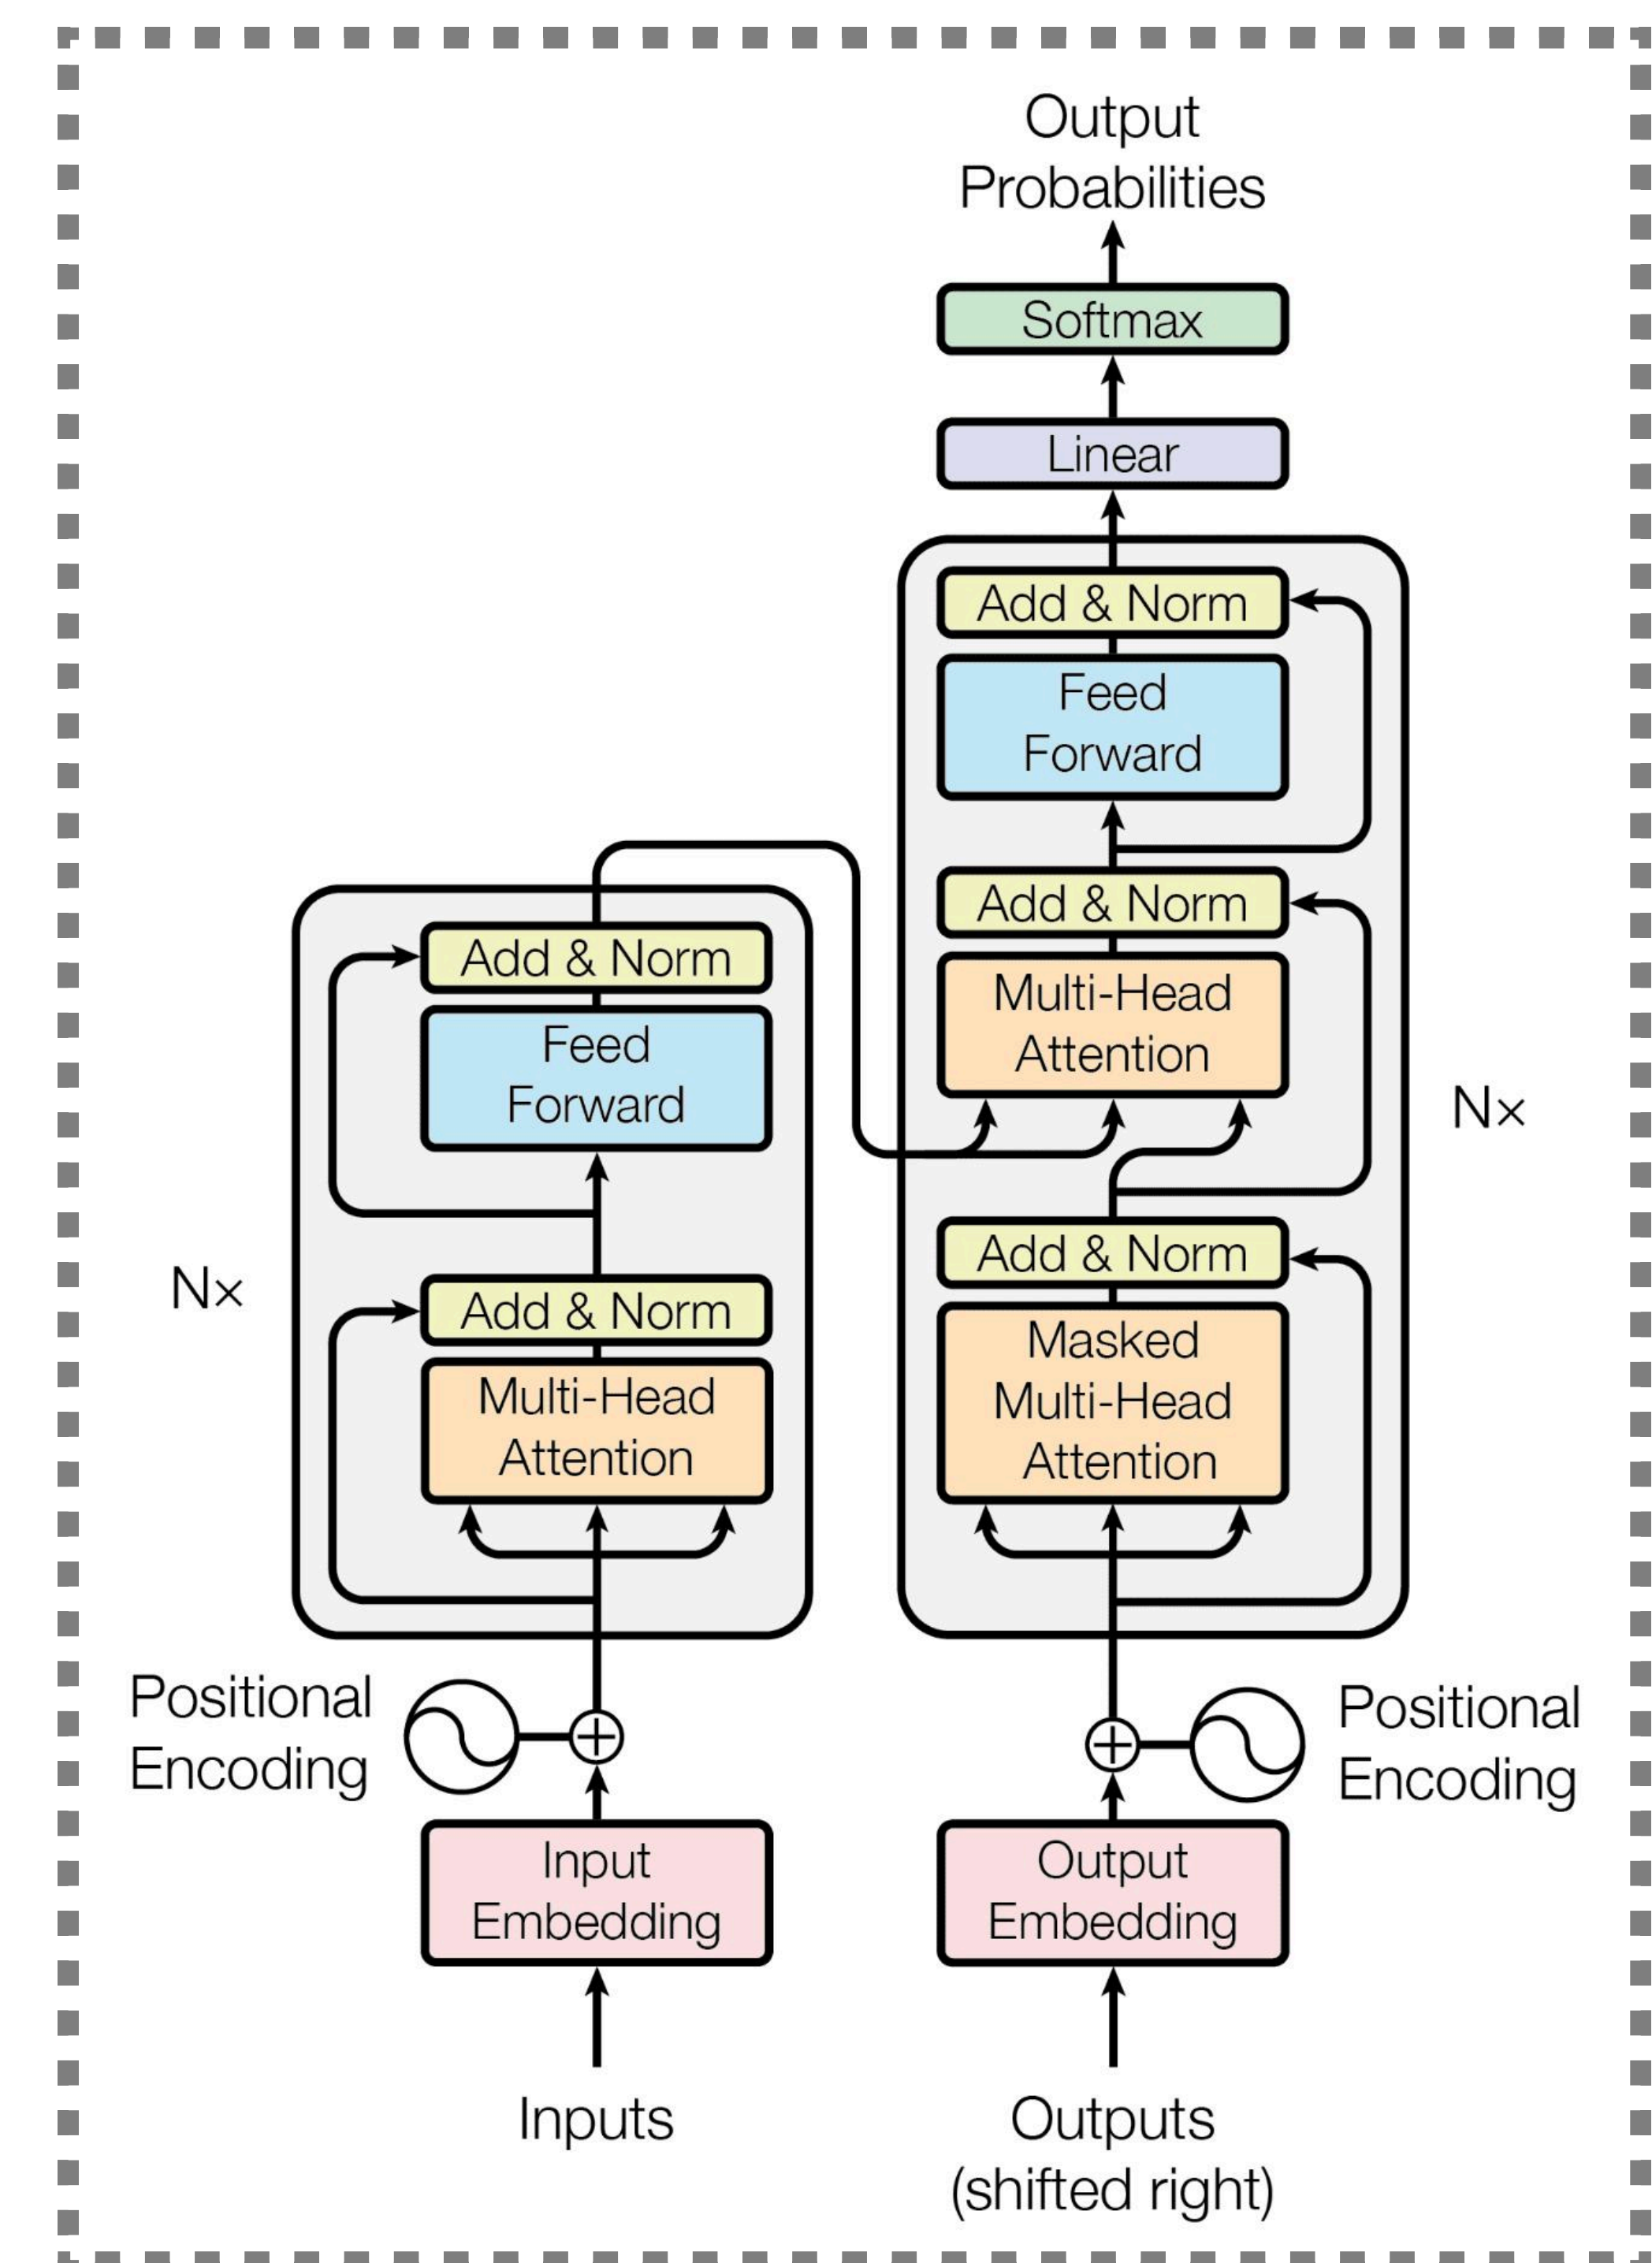 Output
Probabilities
Softmax
Linear
Add & Norm
Feed
Forward
Add & Norm
Multi-Head
Attention
N×
Add & Norm
Masked
Multi-Head
Attention
Add & Norm
Feed
Forward
N×
Add & Norm
Multi-Head
Attention
Positional
Encoding
Positional
Encoding
Input
Embedding
Output
Embedding
Inputs
Outputs
(shifted right)